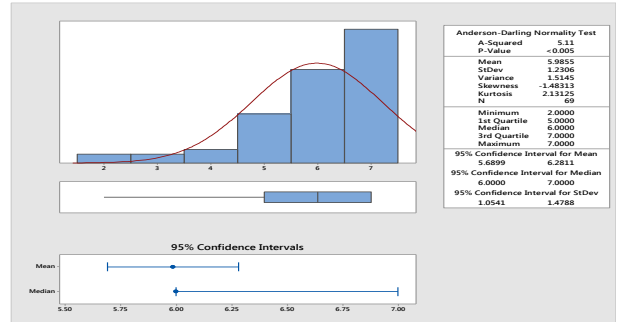 2 3 4 5 6 7
95% Confidence Intervals
Mean
Median
5.50 5.75 6.00 6.25 6.50 6.75 7.00
Anderson-Darling Normality Test
A-Squared 5.11
P-Value <0.005
Mean 5.9855
StDev 1.2306
Variance 1.5145
Skewness -1.48313
Kurtosis 2.13125
N 69
Minimum 2.0000
1st Quartile 5.0000
Median 6.0000
3rd Quartile 7.0000
Maximum 7.0000
95% Confidence Interval for Mean
5.6899 6.2811
95% Confidence Interval for Median
6.0000 7.0000
95% Confidence Interval for StDev
1.0541 1.4788